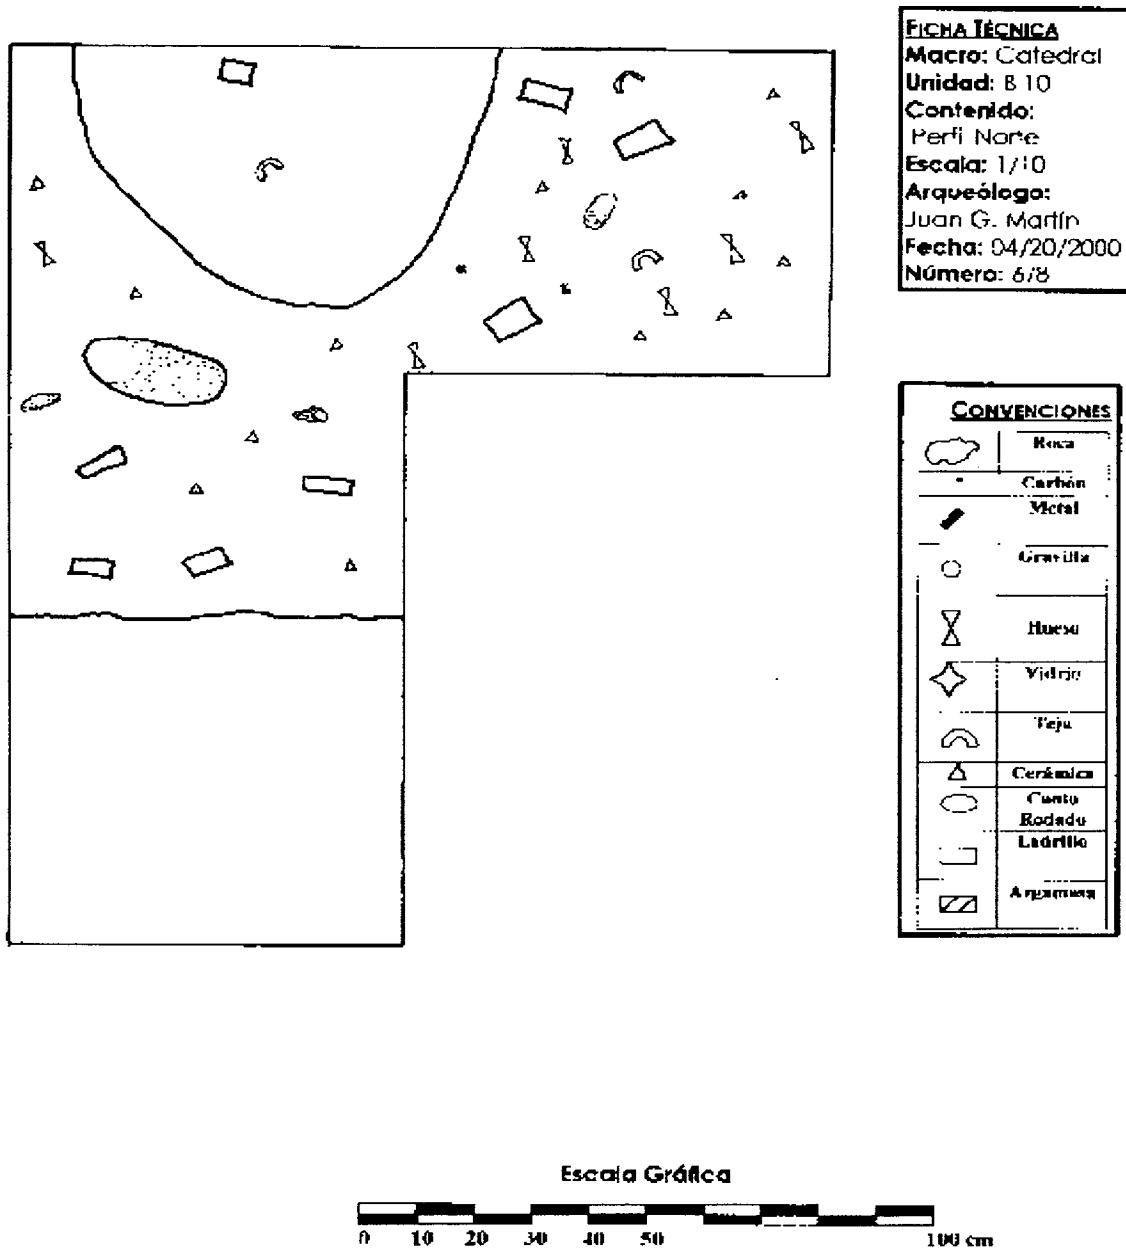 FICHA TÉCNICA
Macro: Catedral
Unidad: B 10
Contenido:
Perfi Norte
Escala: 1/10
Arqueólogo:
Juan G. Martín
Fecha: 04/20/2000
Número: 6/8
CONVENCIONES
Roca
Carbón
Metal
Gravilla
Hueso
Vidrio
Teja
Cerámica
Canto
Rodado
Ladrillo
Argamasa
Escala Gráfica
0 10 20 30 40 50 100 cm